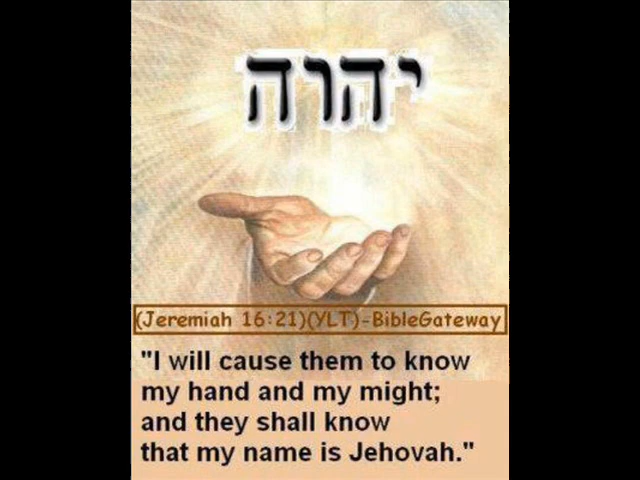 יהוה
(Jeremiah 16:21)(YLT)-BibleGateway
"I will cause them to know
my hand and my might;
and they shall know
that my name is Jehovah."